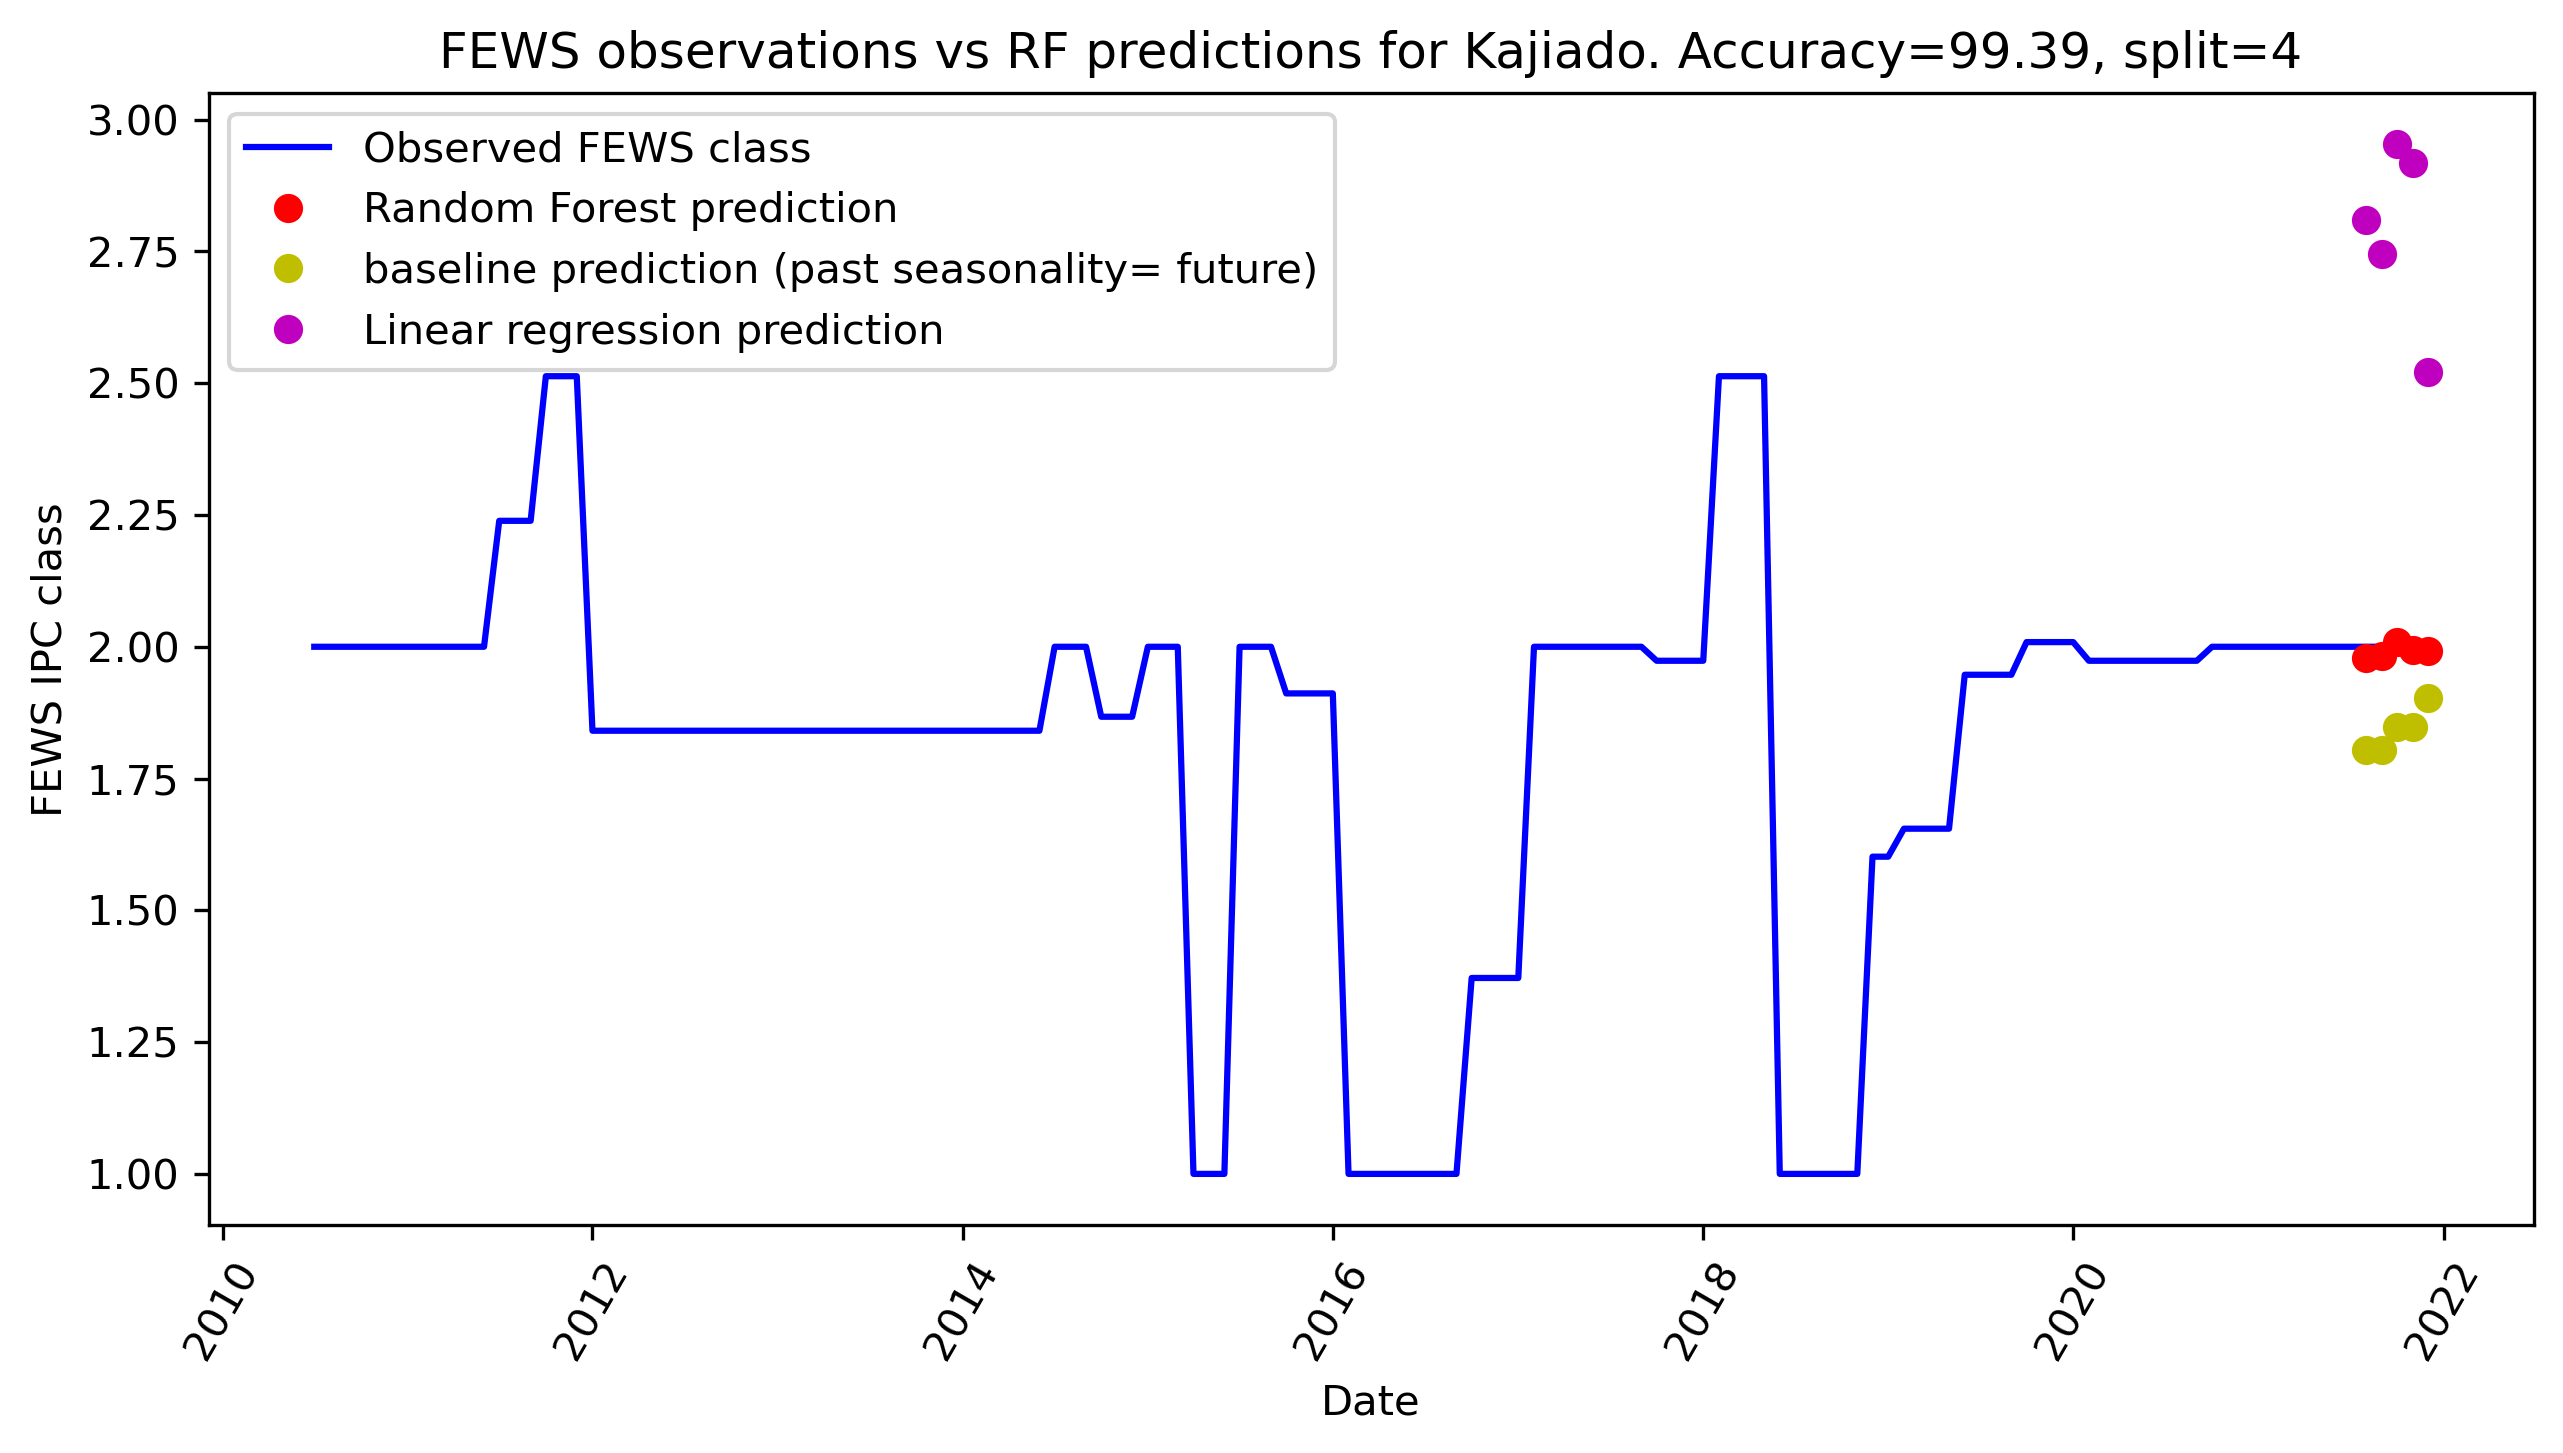 FEWS observations vs RF predictions for Kajiado. Accuracy=99.39, split=4
Observed FEWS class
Random Forest prediction
baseline prediction (past seasonality= future)
Linear regression prediction
FEWS IPC class
3.00
2.75
2.50
2.25
2.00
1.75
1.50
1.25
1.00
2010
2012
2014
2016
2018
2020
2022
Date